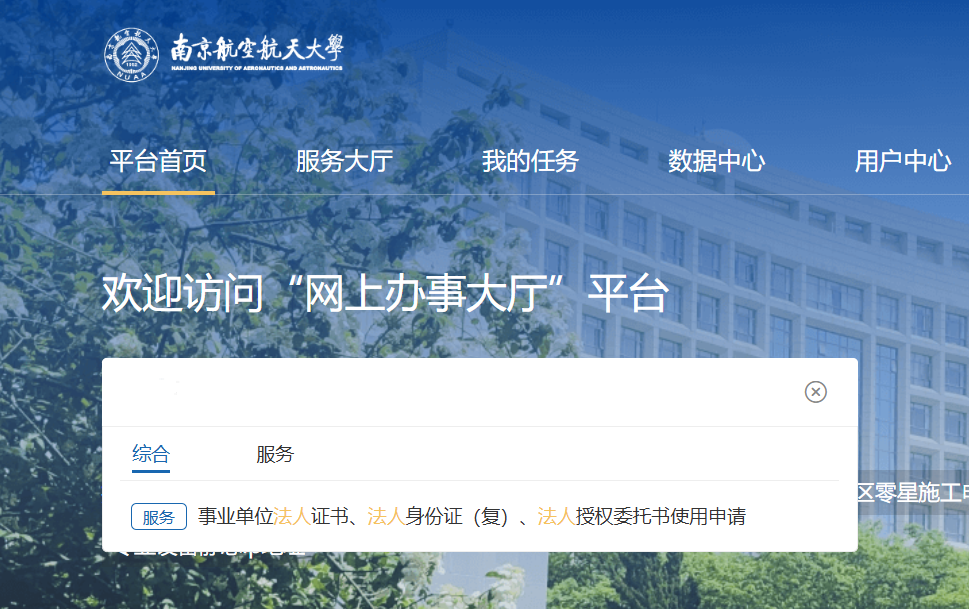 南京航空航天大學
NANJING UNIVERSITY OF AERONAUTICS AND ASTRONAUTICS
1952
NUAA
平台首页 服务大厅 我的任务 数据中心 用户中心
欢迎访问“网上办事大厅”平台
综合 服务
区零星施工
服务 事业单位法人证书、法人身份证（复）、法人授权委托书使用申请